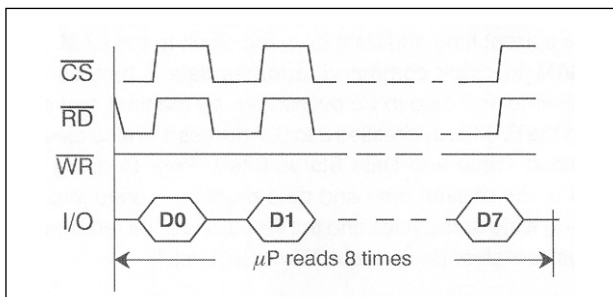 CS
RD
WR
I/O D0 D1 D7
μP reads 8 times